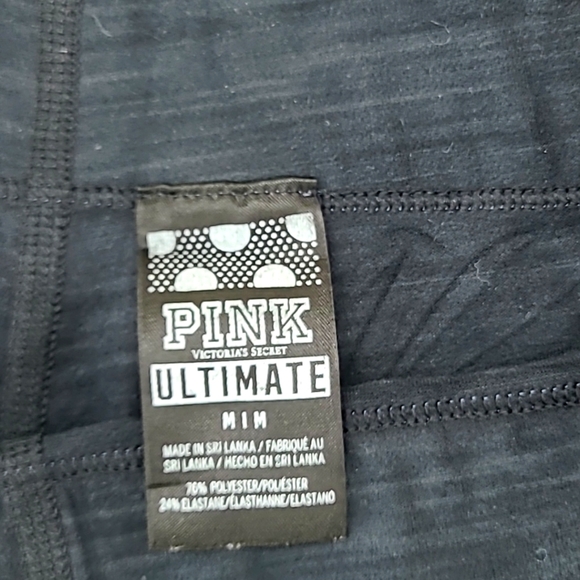 PINK
VICTORIA'S SECRET
ULTIMATE
M | M
MADE IN SRI LANKA / FABRIQUÉ AU
SRI LANKA / HECHO EN SRI LANKA
76% POLYESTER/POLIÉSTER
24% ELASTANE/ÉLASTHANNE/ELASTANO